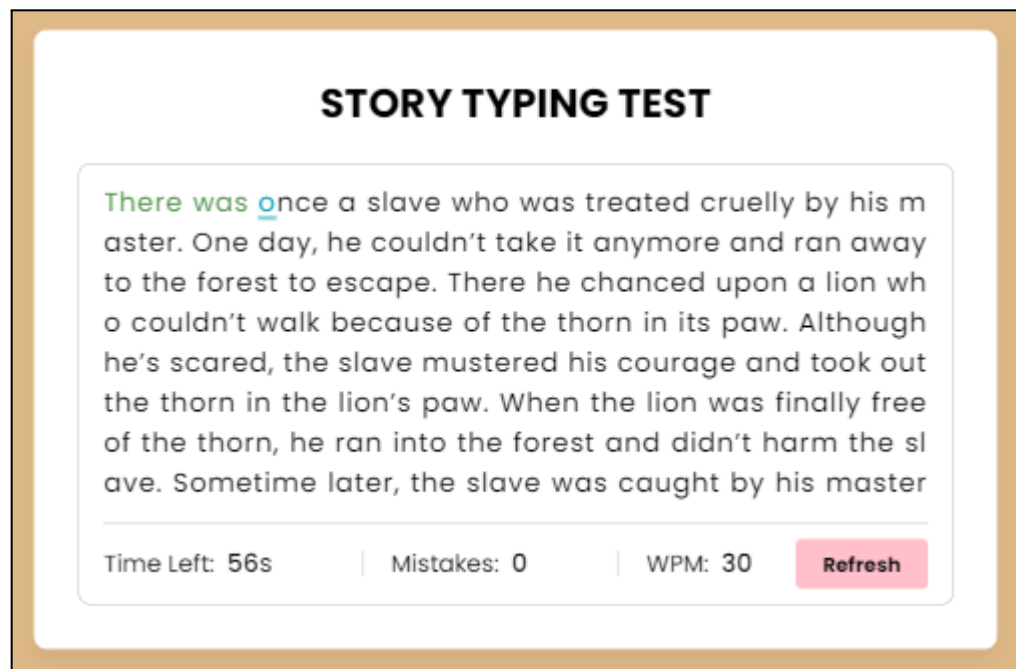 STORY TYPING TEST
There was once a slave who was treated cruelly by his m
aster. One day, he couldn’t take it anymore and ran away
to the forest to escape. There he chanced upon a lion wh
o couldn’t walk because of the thorn in its paw. Although
he’s scared, the slave mustered his courage and took out
the thorn in the lion’s paw. When the lion was finally free
of the thorn, he ran into the forest and didn’t harm the sl
ave. Sometime later, the slave was caught by his master
Time Left: 56s Mistakes: 0 WPM: 30 Refresh